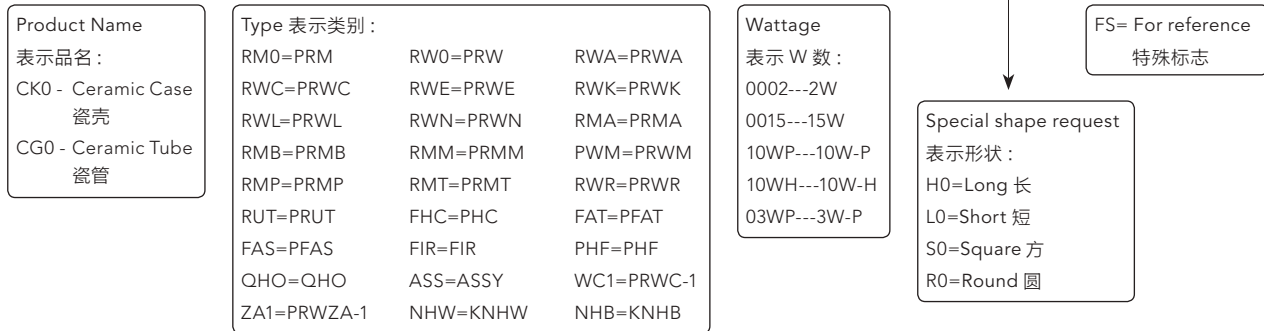 Product Name
表示品名 :
CK0 - Ceramic Case
瓷壳
CG0 - Ceramic Tube
瓷管
Type 表示类别 :
RM0=PRM RW0=PRW RWA=PRWA
RWC=PRWC RWE=PRWE RWK=PRWK
RWL=PRWL RWN=PRWN RMA=PRMA
RMB=PRMB RMM=PRMM PWM=PRWM
RMP=PRMP RMT=PRMT RWR=PRWR
RUT=PRUT FHC=PHC FAT=PFAT
FAS=PFAS FIR=FIR PHF=PHF
QHO=QHO ASS=ASSY WC1=PRWC-1
ZA1=PRWZA-1 NHW=KNHW NHB=KNHB
Wattage
表示 W 数 :
0002---2W
0015---15W
10WP---10W-P
10WH---10W-H
03WP---3W-P
Special shape request
表示形状 :
H0=Long 长
L0=Short 短
S0=Square 方
R0=Round 圆
FS= For reference
特殊标志